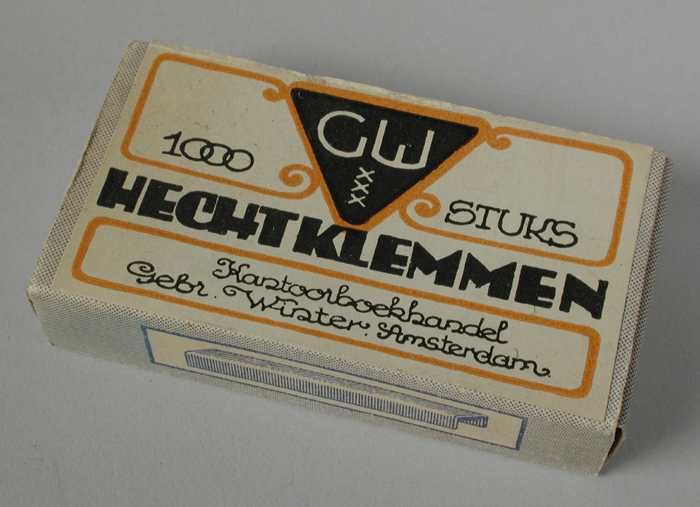 GW
xxx
1000 STUKS
HECHTKLEMMEN
Kantoorboekhandel
Gebr. Winter. Amsterdam.